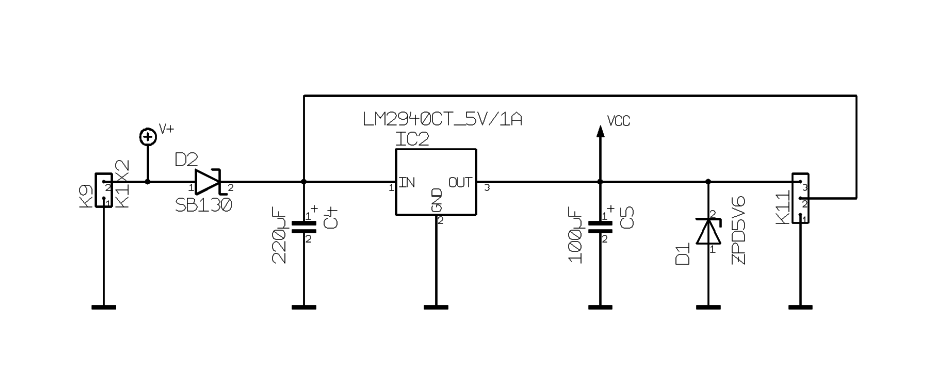 LM2940CT_5V/1A
IC2
V+
VCC
D2
K9
2
1
K1X2
1
2
SB130
1
IN
OUT
3
GND
2
220µF
1
+
2
C4
100µF
1
+
2
C5
D1
2
1
ZPD5V6
K11
3
2
1